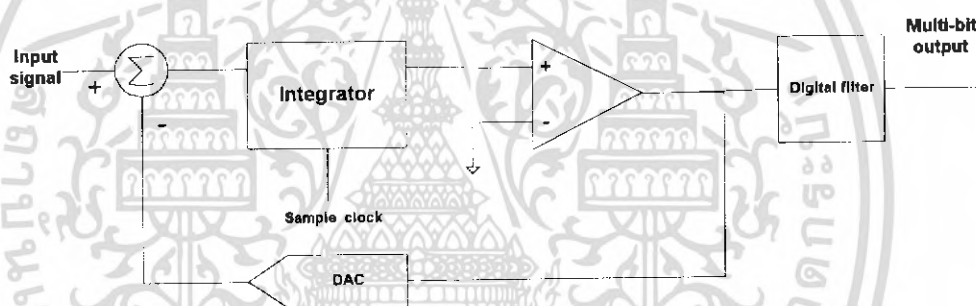 Input
signal
+
-
Σ
Integrator
Sample clock
+
-
DAC
Digital filter
Multi-bit
output